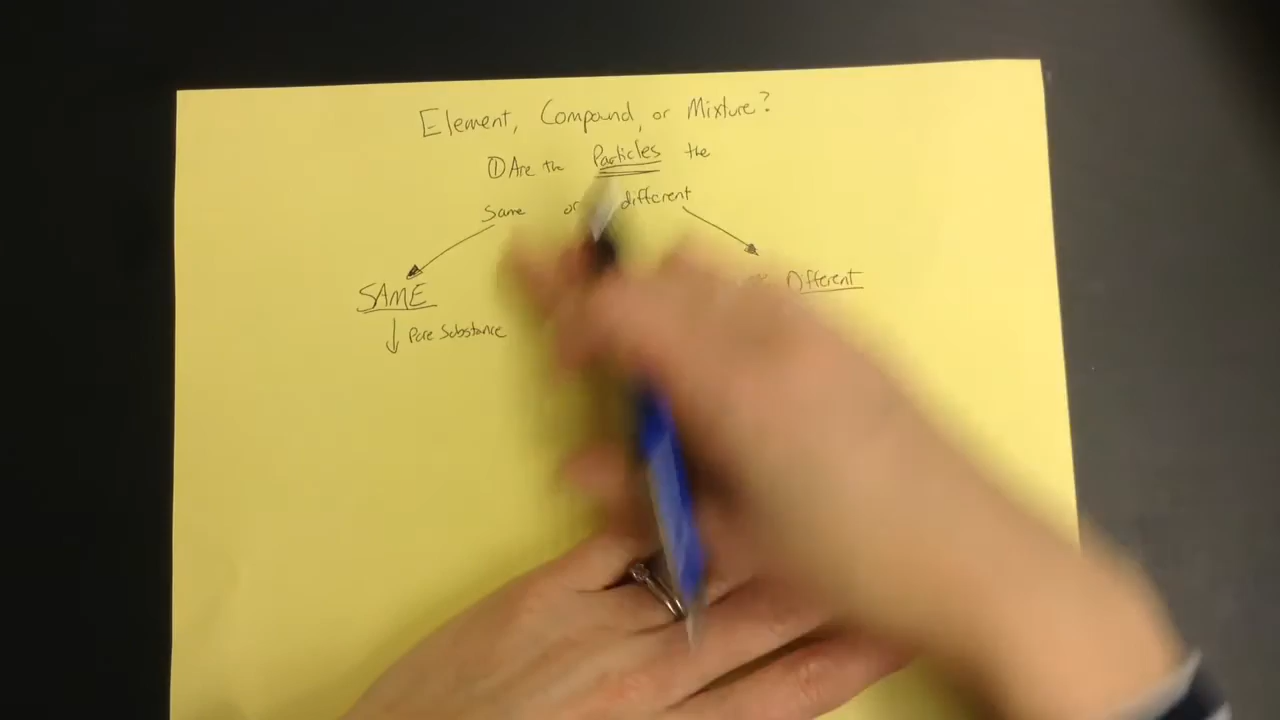 Element, Compound, or Mixture?
① Are the Particles the
Same or different
SAME
Different
↓ Pure Substance